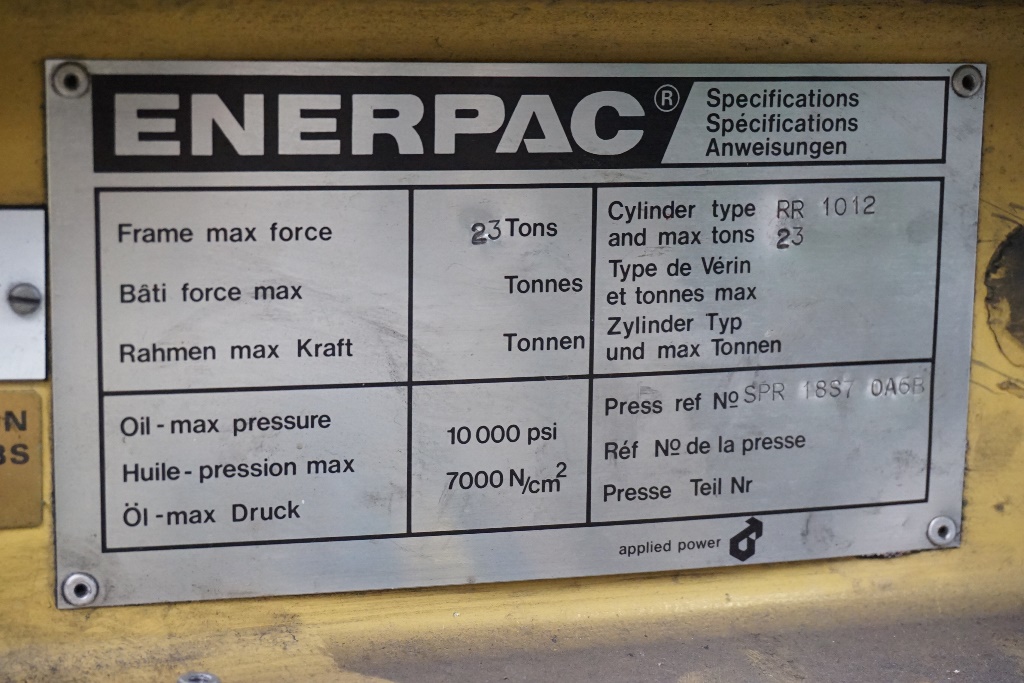 ENERPAC®
Specifications
Spécifications
Anweisungen
Frame max force
Bâti force max
Rahmen max Kraft
23 Tons
Tonnes
Tonnen
Cylinder type RR 1012
and max tons 23
Type de Vérin
et tonnes max
Zylinder Typ
und max Tonnen
Oil-max pressure
Huile-pression max
Öl-max Druck
10 000 psi
7000 N/cm²
Press ref Nº SPR 18S7 0A6B
Réf Nº de la presse
Presse Teil Nr
applied power
N
BS